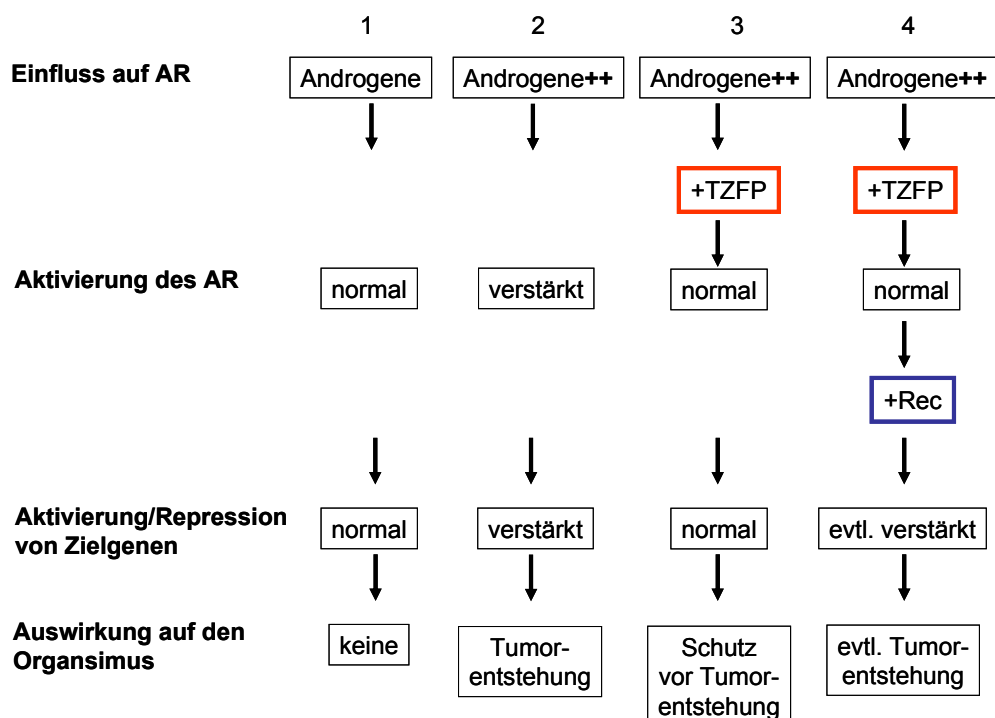 1 2 3 4
Einfluss auf AR Androgene Androgene++ Androgene++ Androgene++
+TZFP +TZFP
Aktivierung des AR normal verstärkt normal normal
+Rec
Aktivierung/Repression
von Zielgenen normal verstärkt normal evtl. verstärkt
Auswirkung auf den
Organsimus keine Tumor- Schutz evtl. Tumor-
entstehung vor Tumor- entstehung
entstehung